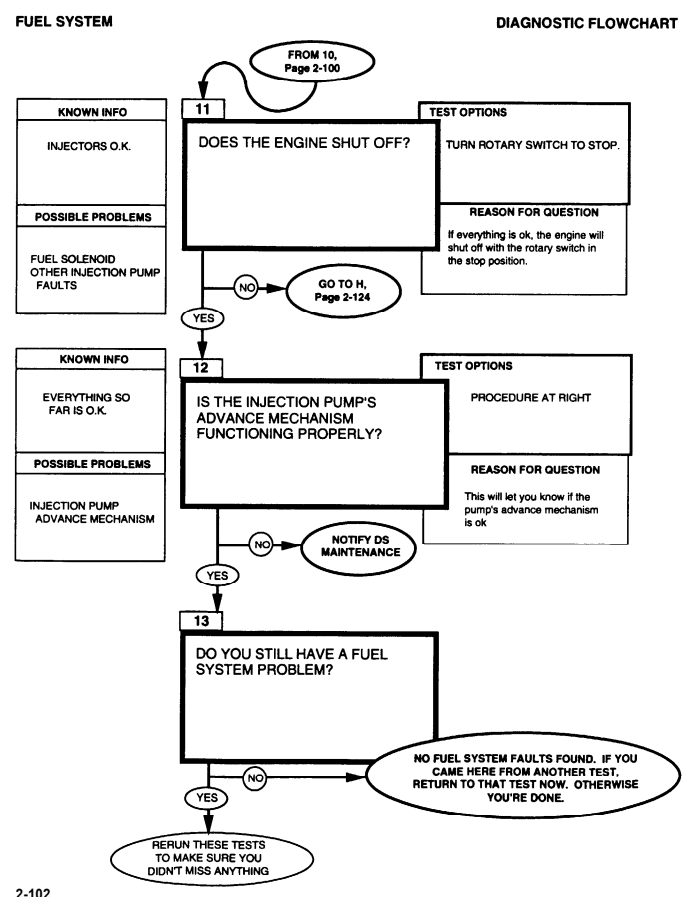 FUEL SYSTEM
DIAGNOSTIC FLOWCHART
FROM 10,
Page 2-100
11
KNOWN INFO
INJECTORS O.K.
POSSIBLE PROBLEMS
FUEL SOLENOID
OTHER INJECTION PUMP
FAULTS
DOES THE ENGINE SHUT OFF?
TEST OPTIONS
TURN ROTARY SWITCH TO STOP.
REASON FOR QUESTION
If everything is ok, the engine will
shut off with the rotary switch in
the stop position.
NO
GO TO H,
Page 2-124
YES
12
KNOWN INFO
EVERYTHING SO
FAR IS O.K.
POSSIBLE PROBLEMS
INJECTION PUMP
ADVANCE MECHANISM
IS THE INJECTION PUMP'S
ADVANCE MECHANISM
FUNCTIONING PROPERLY?
TEST OPTIONS
PROCEDURE AT RIGHT
REASON FOR QUESTION
This will let you know if the
pump's advance mechanism
is ok
NO
NOTIFY DS
MAINTENANCE
YES
13
DO YOU STILL HAVE A FUEL
SYSTEM PROBLEM?
NO
NO FUEL SYSTEM FAULTS FOUND. IF YOU
CAME HERE FROM ANOTHER TEST,
RETURN TO THAT TEST NOW. OTHERWISE
YOU'RE DONE.
YES
RERUN THESE TESTS
TO MAKE SURE YOU
DIDN'T MISS ANYTHING
2-102